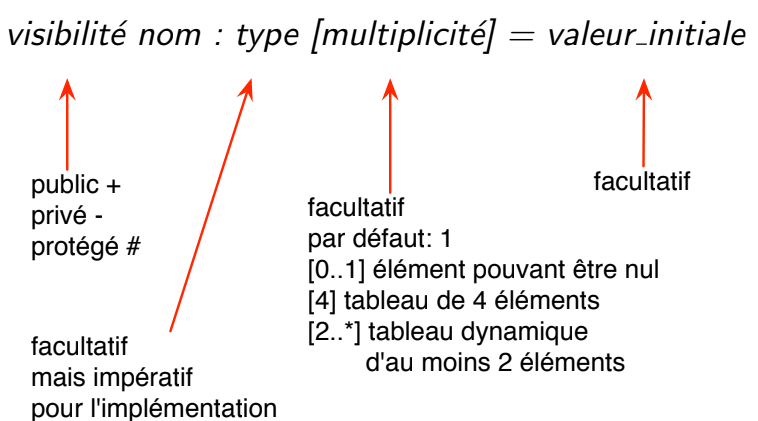 visibilité nom : type [multiplicité] = valeur_initiale
public +
privé -
protégé #
facultatif
mais impératif
pour l'implémentation
facultatif
par défaut: 1
[0..1] élément pouvant être nul
[4] tableau de 4 éléments
[2..*] tableau dynamique
d'au moins 2 éléments
facultatif